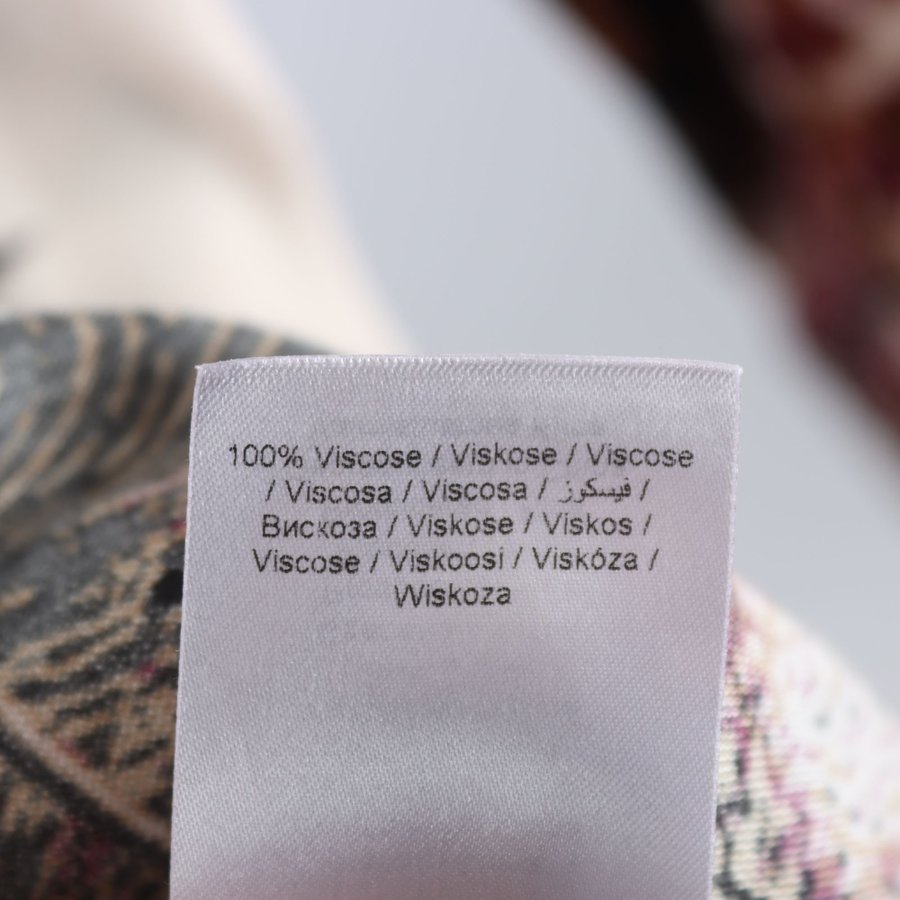 100% Viscose / Viskose / Viscose
/ Viscosa / Viscosa / فيسكوز /
Вискоза / Viskose / Viskos /
Viscose / Viskoosi / Viskóza /
Wiskoza